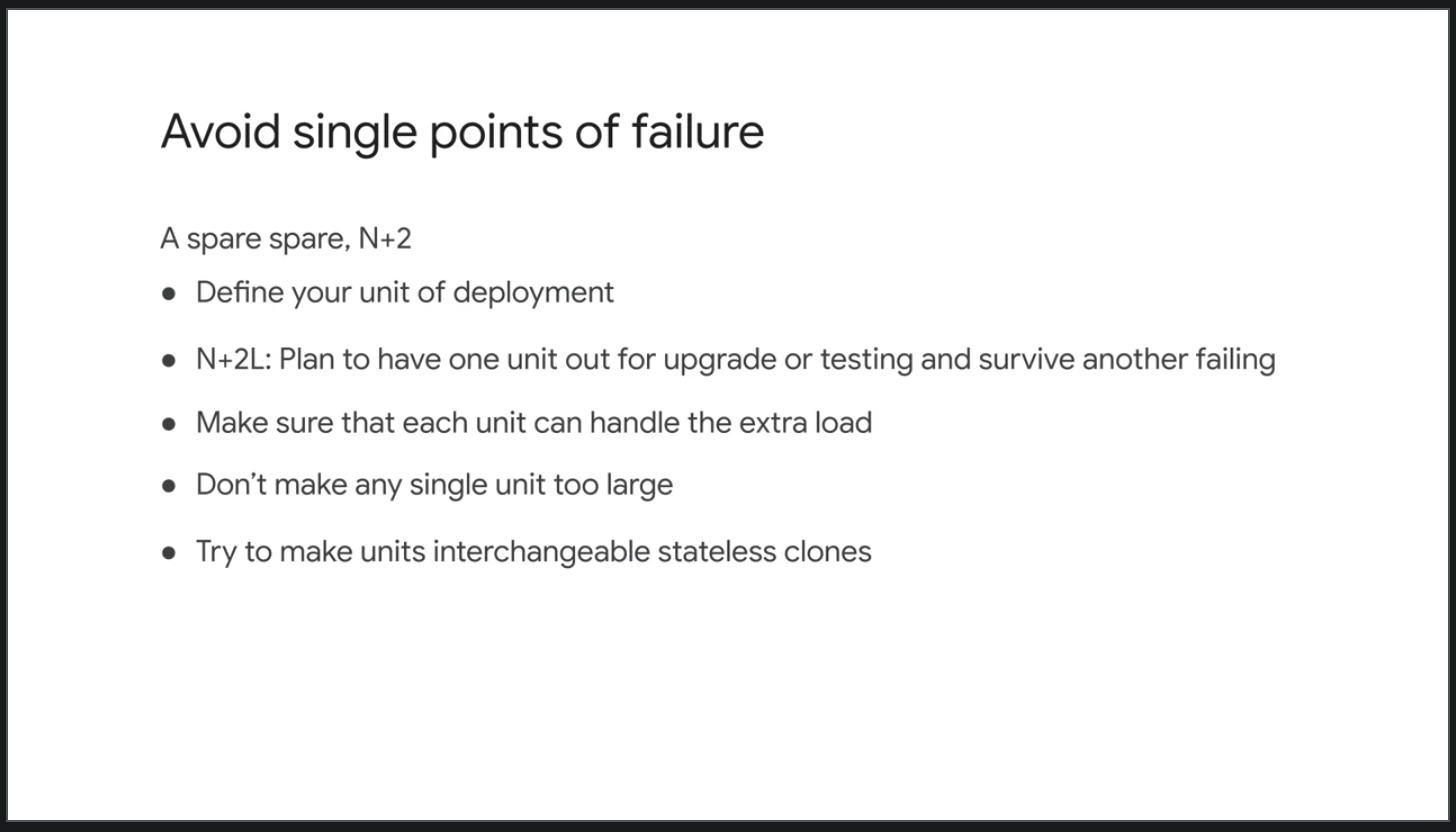 Avoid single points of failure
A spare spare, N+2
● Define your unit of deployment
● N+2L: Plan to have one unit out for upgrade or testing and survive another failing
● Make sure that each unit can handle the extra load
● Don’t make any single unit too large
● Try to make units interchangeable stateless clones